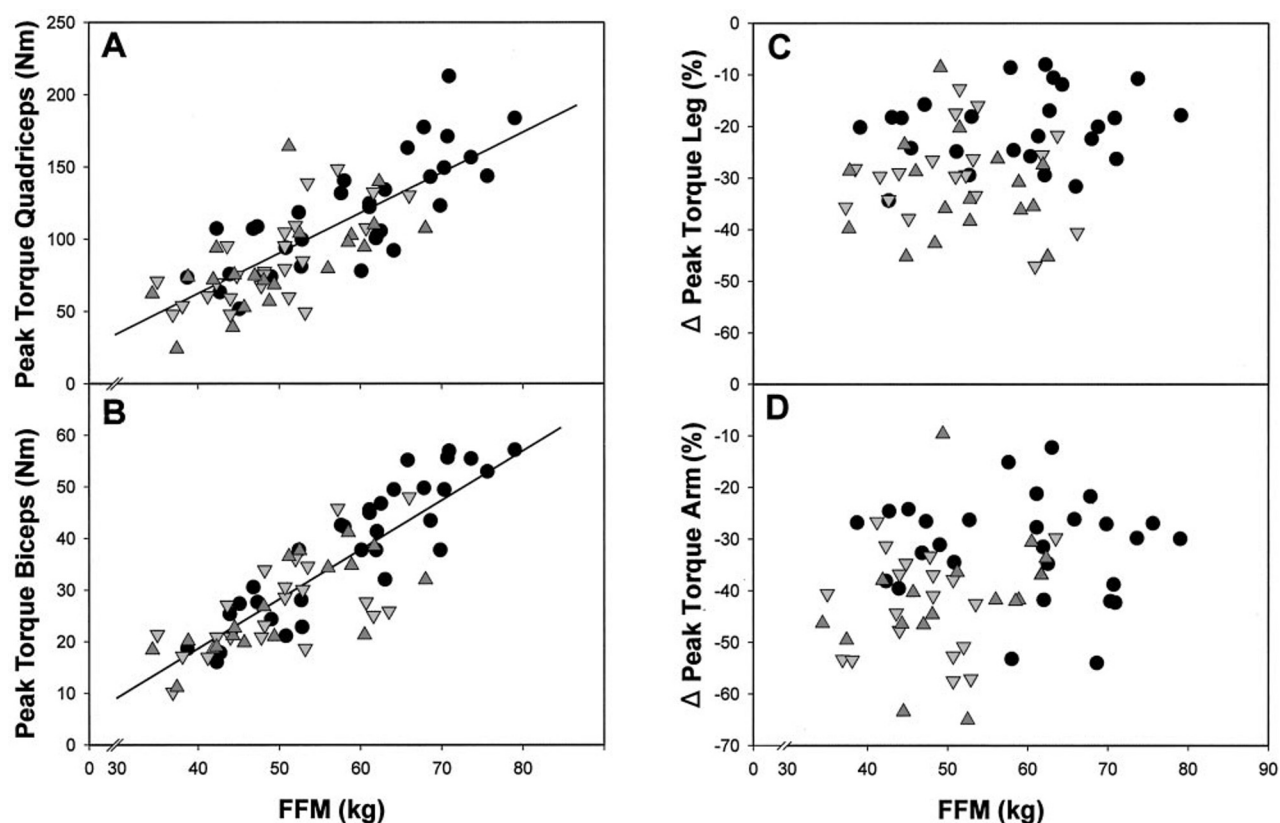 A
Peak Torque Quadriceps (Nm)
250
200
150
100
50
0
B
Peak Torque Biceps (Nm)
60
50
40
30
20
10
0
0 30 40 50 60 70 80
FFM (kg)
C
Δ Peak Torque Leg (%)
0
-10
-20
-30
-40
-50
-60
0
D
Δ Peak Torque Arm (%)
-10
-20
-30
-40
-50
-60
-70
0 30 40 50 60 70 80 90
FFM (kg)